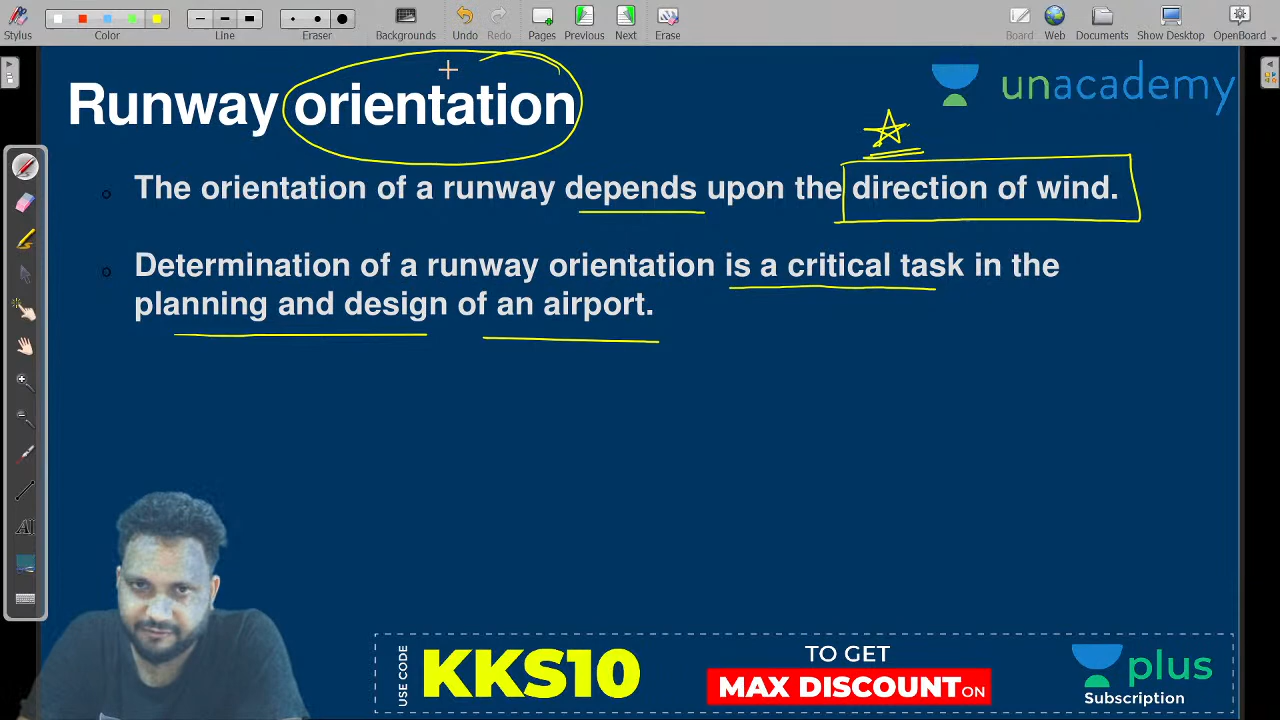 Stylus
Color
Line
Eraser
Backgrounds
Undo
Redo
Pages
Previous
Next
Erase
Board
Web
Documents
Show Desktop
OpenBoard
Runway orientation
unacademy
The orientation of a runway depends upon the direction of wind.
Determination of a runway orientation is a critical task in the
planning and design of an airport.
USE CODE
KKS10
TO GET
MAX DISCOUNT ON
plus
Subscription